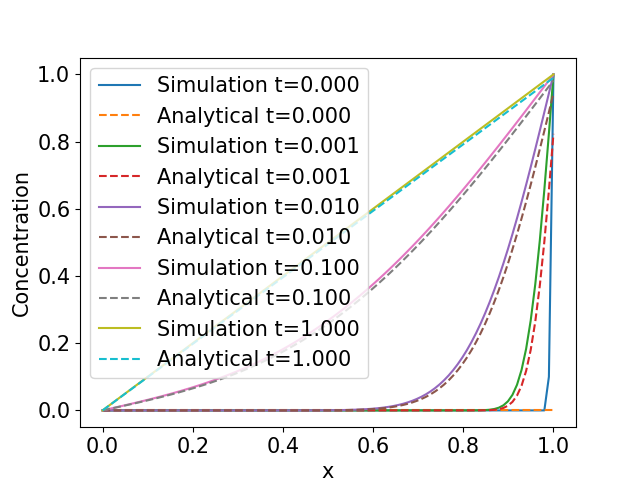 1.0
0.8
0.6
0.4
0.2
0.0
Concentration
Simulation t=0.000
Analytical t=0.000
Simulation t=0.001
Analytical t=0.001
Simulation t=0.010
Analytical t=0.010
Simulation t=0.100
Analytical t=0.100
Simulation t=1.000
Analytical t=1.000
0.0 0.2 0.4 0.6 0.8 1.0
x